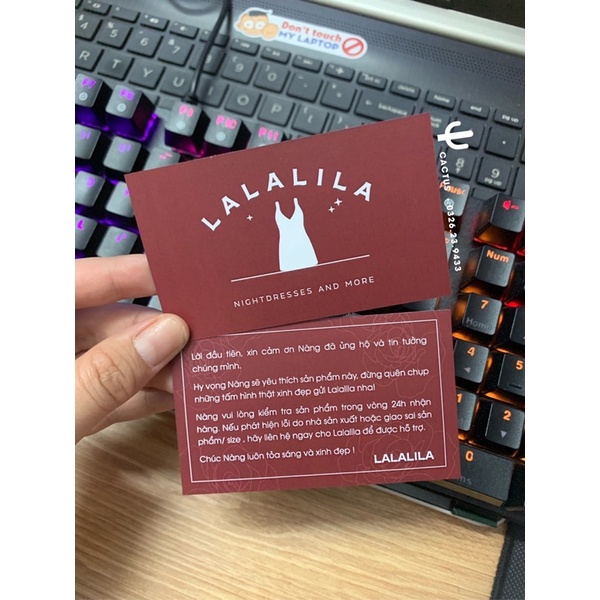 Don't touch
MY LAPTOP
LALALILA
NIGHTDRESSES AND MORE
CACTUS @0326.23.9433
Lời đầu tiên, xin cảm ơn Nàng đã ủng hộ và tin tưởng
chúng mình.
Hy vọng Nàng sẽ yêu thích sản phẩm này, đừng quên chụp
những tấm hình thật xinh đẹp gửi Lalalila nha!
Nàng vui lòng kiểm tra sản phẩm trong vòng 24h nhận
hàng. Nếu phát hiện lỗi do nhà sản xuất hoặc giao sai sản
phẩm/ size , hãy liên hệ ngay cho Lalalila để được hỗ trợ.
Chúc Nàng luôn tỏa sáng và xinh đẹp !
LALALILA
Num
7
Home
0